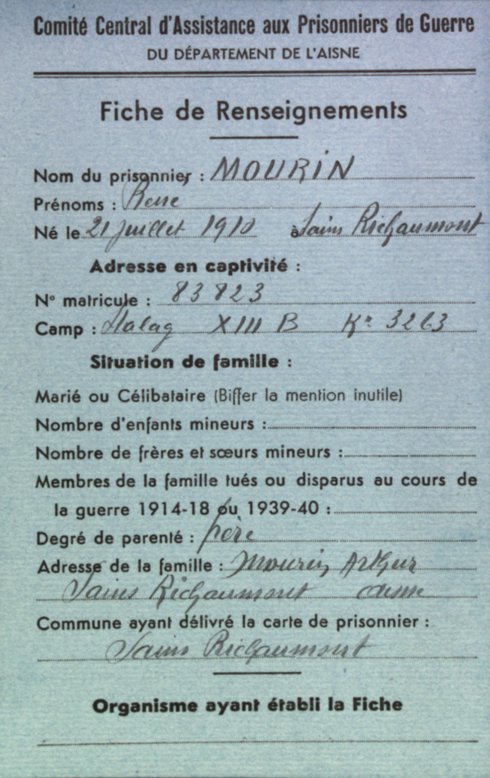 Comité Central d'Assistance aux Prisonniers de Guerre
DU DÉPARTEMENT DE L'AISNE
Fiche de Renseignements
Nom du prisonnier : MOURIN
Prénoms : René
Né le 21 juillet 1910 à Sains Richaumont
Adresse en captivité :
N° matricule : 83823
Camp : Stalag XIII B Kº 3263
Situation de famille :
Marié ou Célibataire (Biffer la mention inutile)
Nombre d'enfants mineurs :
Nombre de frères et sœurs mineurs :
Membres de la famille tués ou disparus au cours de
la guerre 1914-18 ou 1939-40 :
Degré de parenté : père
Adresse de la famille : Mourin Arthur
Sains Richaumont Aisne
Commune ayant délivré la carte de prisonnier :
Sains Richaumont
Organisme ayant établi la Fiche